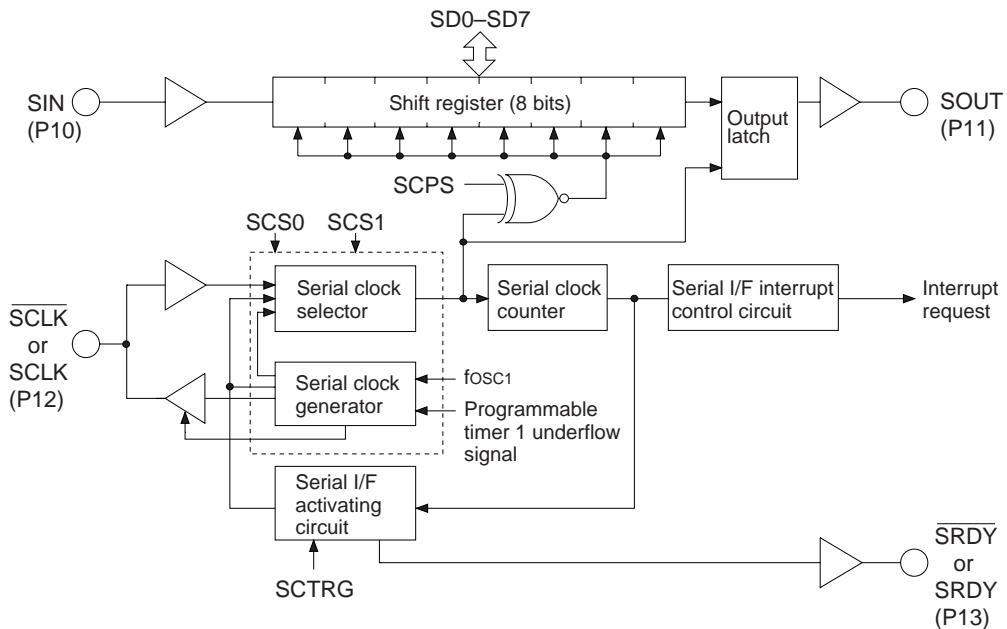 SD0–SD7
SIN
(P10)
Shift register (8 bits)
Output
latch
SOUT
(P11)
SCPS
SCS0
SCS1
SCLK
or
SCLK
(P12)
Serial clock
selector
Serial clock
counter
Serial I/F interrupt
control circuit
Interrupt
request
Serial clock
generator
fOSC1
Programmable
timer 1 underflow
signal
Serial I/F
activating
circuit
SCTRG
SRDY
or
SRDY
(P13)